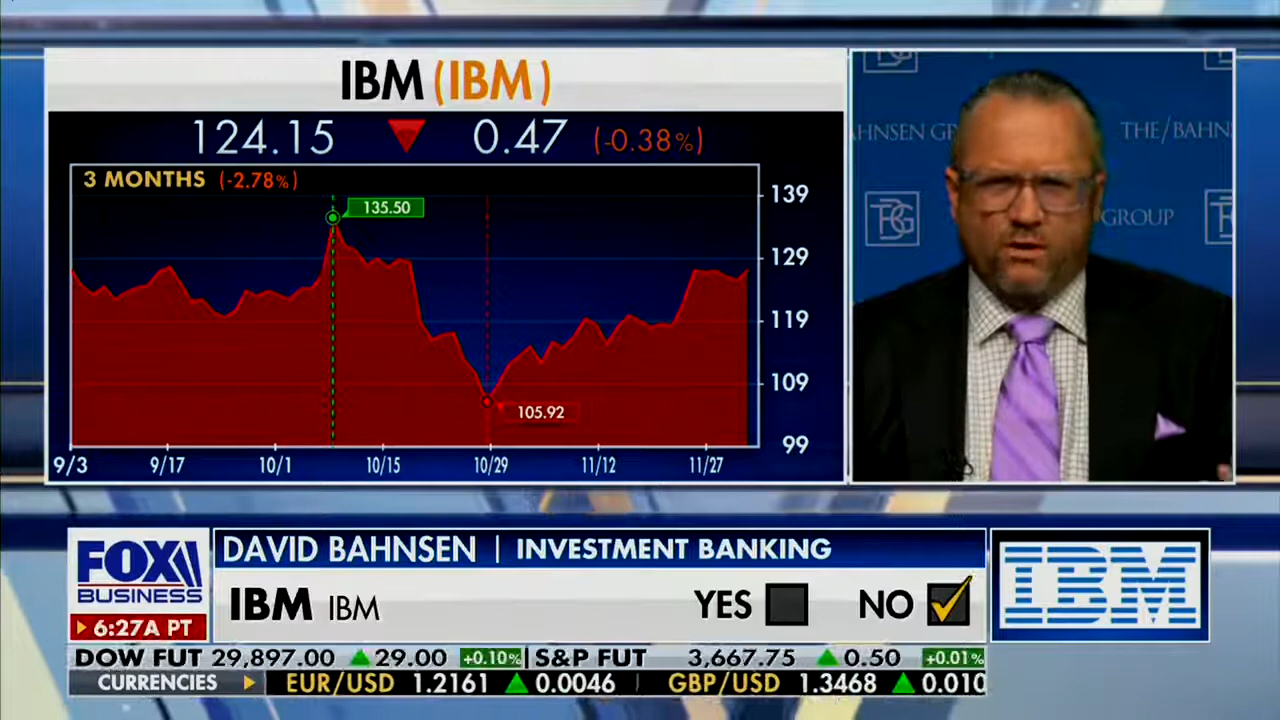 IBM (IBM)
124.15 ▼ 0.47 (-0.38%)
3 MONTHS (-2.78%)
135.50
105.92
139
129
119
109
99
9/3 9/17 10/1 10/15 10/29 11/12 11/27
HNSEN GR
THE/BAHN
TBG
GROUP
FOX
BUSINESS
6:27A PT
DAVID BAHNSEN | INVESTMENT BANKING
IBM IBM YES NO
IBM
DOW FUT 29,897.00 ▲ 29.00 +0.10% S&P FUT 3,667.75 ▲ 0.50 +0.01%
CURRENCIES EUR/USD 1.2161 ▲ 0.0046 | GBP/USD 1.3468 ▲ 0.010